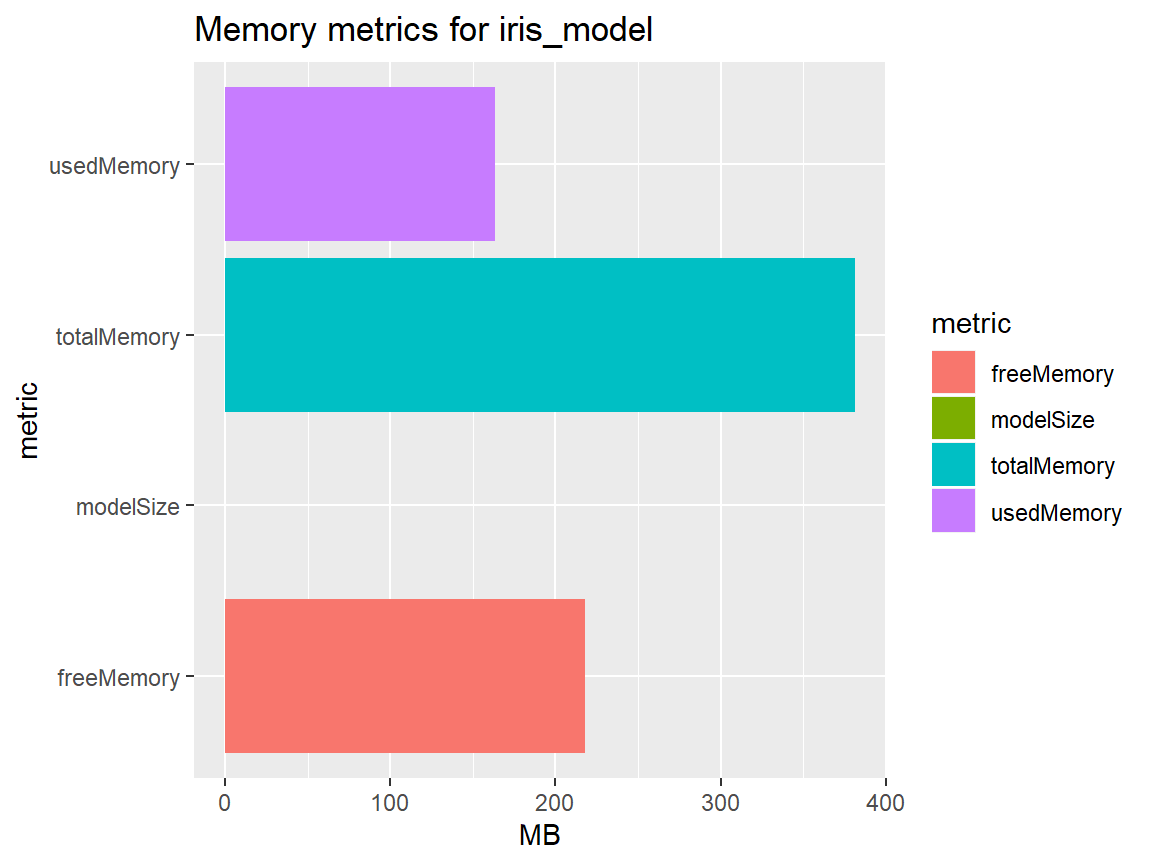 Memory metrics for iris_model
usedMemory
totalMemory
modelSize
freeMemory
metric
0 100 200 300 400
MB
metric
freeMemory
modelSize
totalMemory
usedMemory